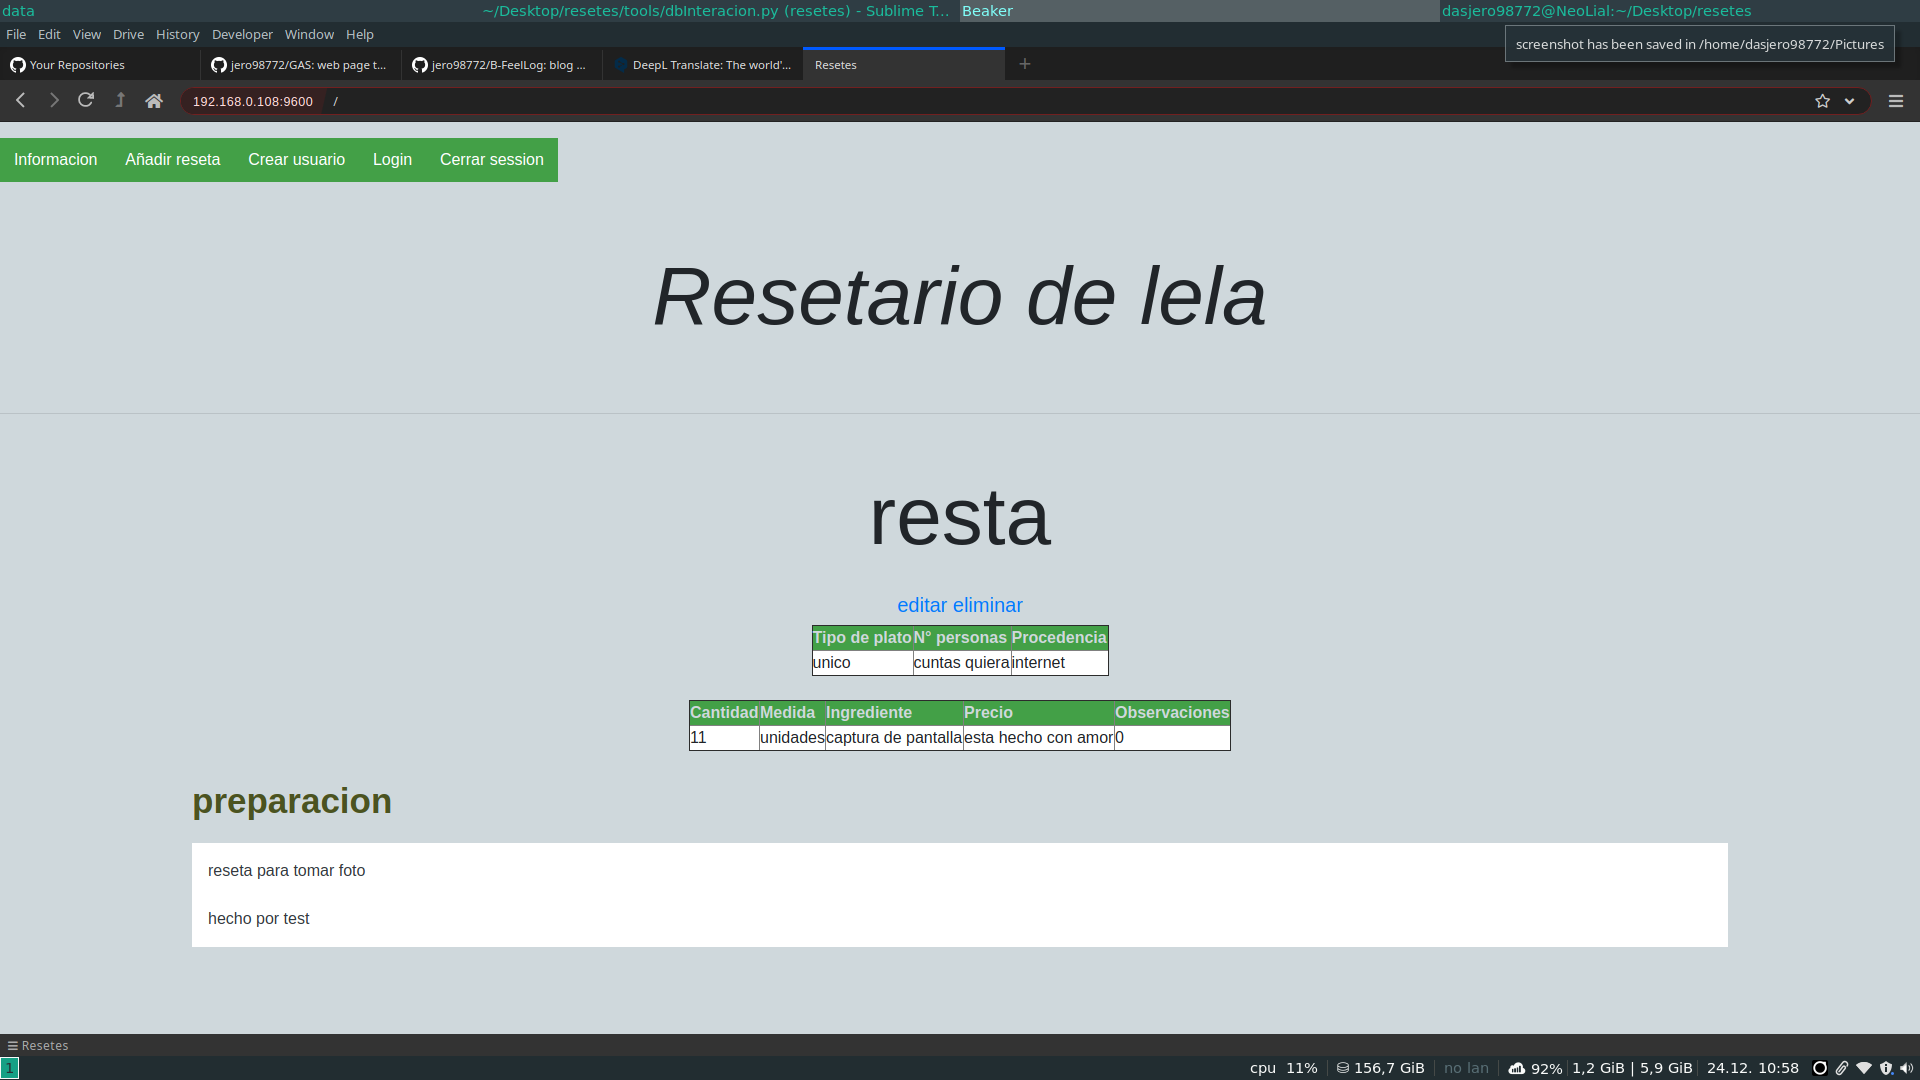 data ~/Desktop/resetes/tools/dbInteracion.py (resetes) - Sublime T... Beaker dasjero98772@NeoLial:~/Desktop/resetes
File Edit View Drive History Developer Window Help
screenshot has been saved in /home/dasjero98772/Pictures
Your Repositories jero98772/GAS: web page t... jero98772/B-FeelLog: blog ... DeepL Translate: The world'... Resetes +
192.168.0.108:9600 /
Informacion Añadir reseta Crear usuario Login Cerrar session
Resetario de lela
resta
editar eliminar
Tipo de plato N° personas Procedencia
unico cuntas quiera internet
Cantidad Medida Ingrediente Precio Observaciones
11 unidades captura de pantalla esta hecho con amor 0
preparacion
reseta para tomar foto
hecho por test
Resetes
1 cpu 11% 156,7 GiB no lan 92% 1,2 GiB | 5,9 GiB 24.12. 10:58